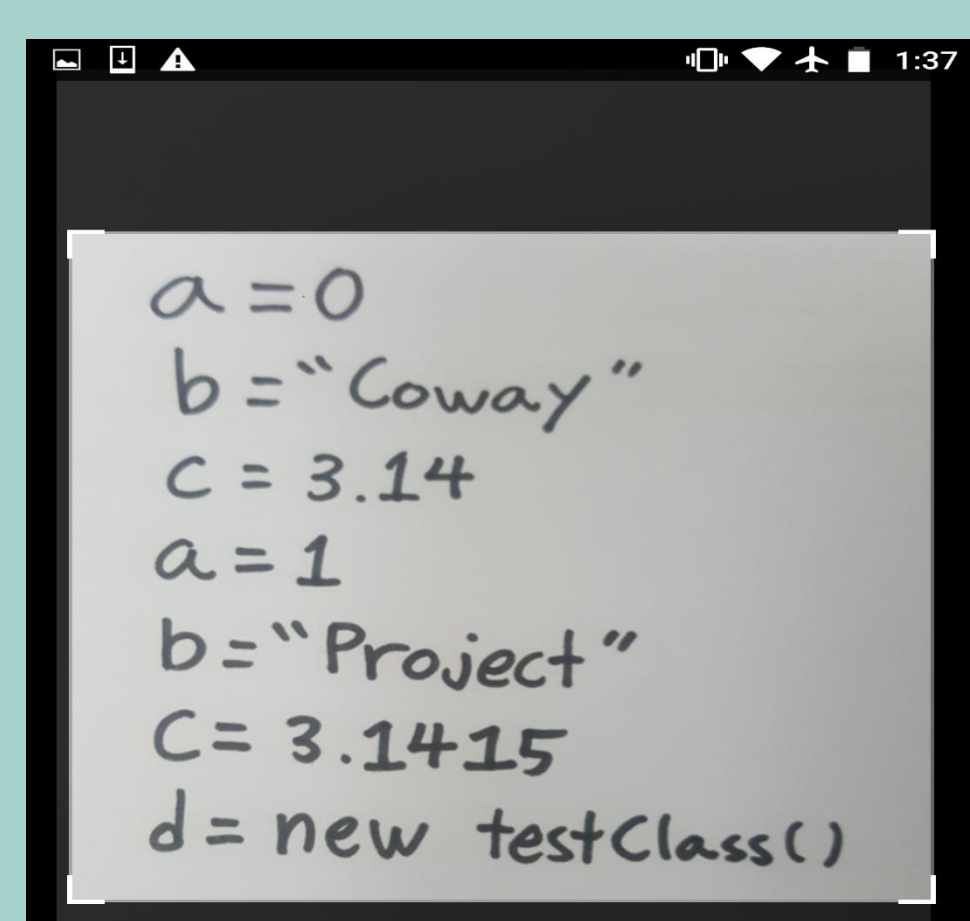 1:37
a = 0
b = "Coway"
c = 3.14
a = 1
b = "Project"
c = 3.1415
d = new testClass()